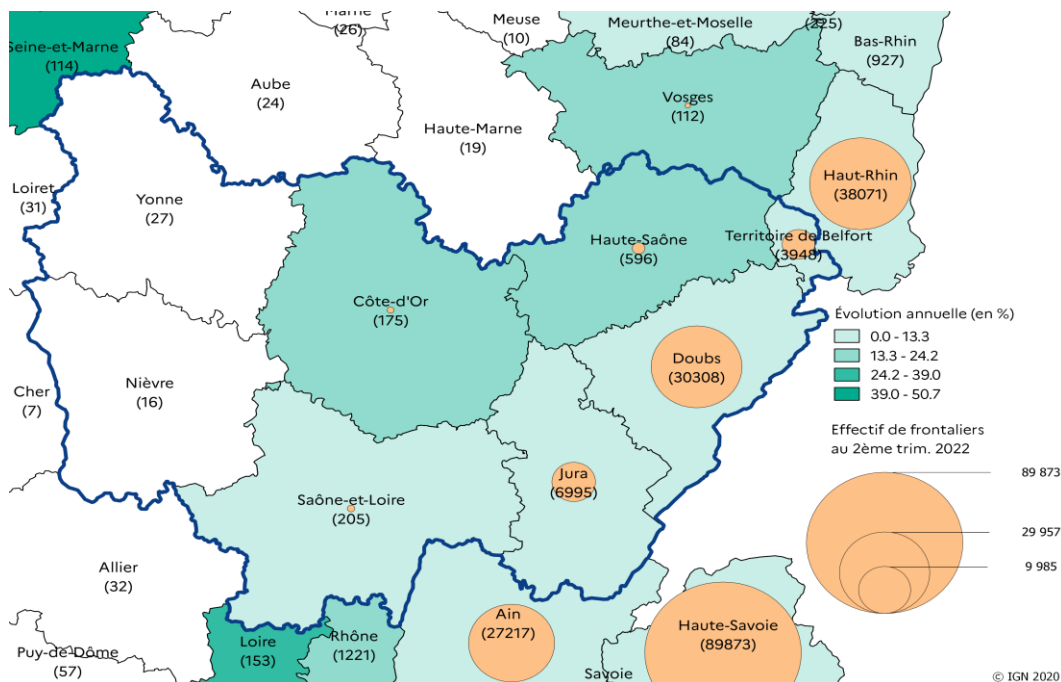 Marne
(26)
Meuse
(10)
Meurthe-et-Moselle
(84)
(225)
Bas-Rhin
(927)
Seine-et-Marne
(114)
Aube
(24)
Haute-Marne
(19)
Vosges
(112)
Haut-Rhin
(38071)
Loiret
(31)
Yonne
(27)
Haute-Saône
(596)
Territoire de Belfort
(3948)
Côte-d'Or
(175)
Évolution annuelle (en %)
0.0 - 13.3
13.3 - 24.2
24.2 - 39.0
39.0 - 50.7
Doubs
(30308)
Cher
(7)
Nièvre
(16)
Effectif de frontaliers
au 2ème trim. 2022
89 873
29 957
9 985
Jura
(6995)
Saône-et-Loire
(205)
Allier
(32)
Puy-de-Dôme
(57)
Loire
(153)
Rhône
(1221)
Ain
(27217)
Haute-Savoie
(89873)
Savoie
© IGN 2020